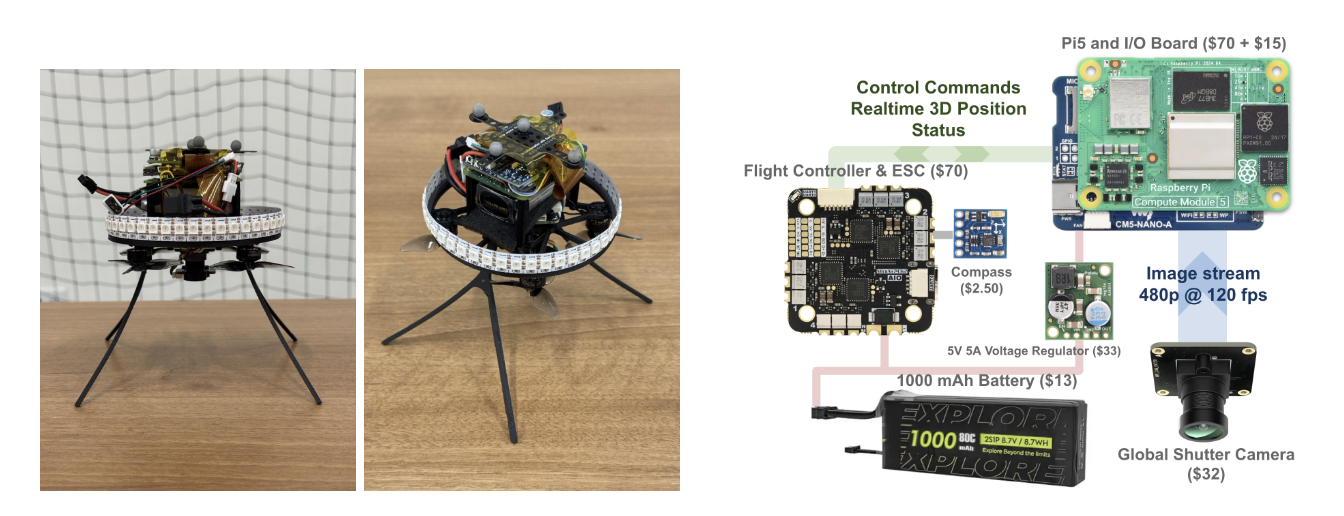 Pi5 and I/O Board ($70 + $15)
Control Commands
Realtime 3D Position
Status
Flight Controller & ESC ($70)
Raspberry Pi
Compute Module 5
CM5-NANO-A
Compass
($2.50)
AIO
Image stream
480p @ 120 fps
5V 5A Voltage Regulator ($33)
1000 mAh Battery ($13)
EXPLORE
1000 mAh 80C
2S1P 8.7V / 8.7WH
Explore Beyond the limits
EXPLORE
Global Shutter Camera
($32)